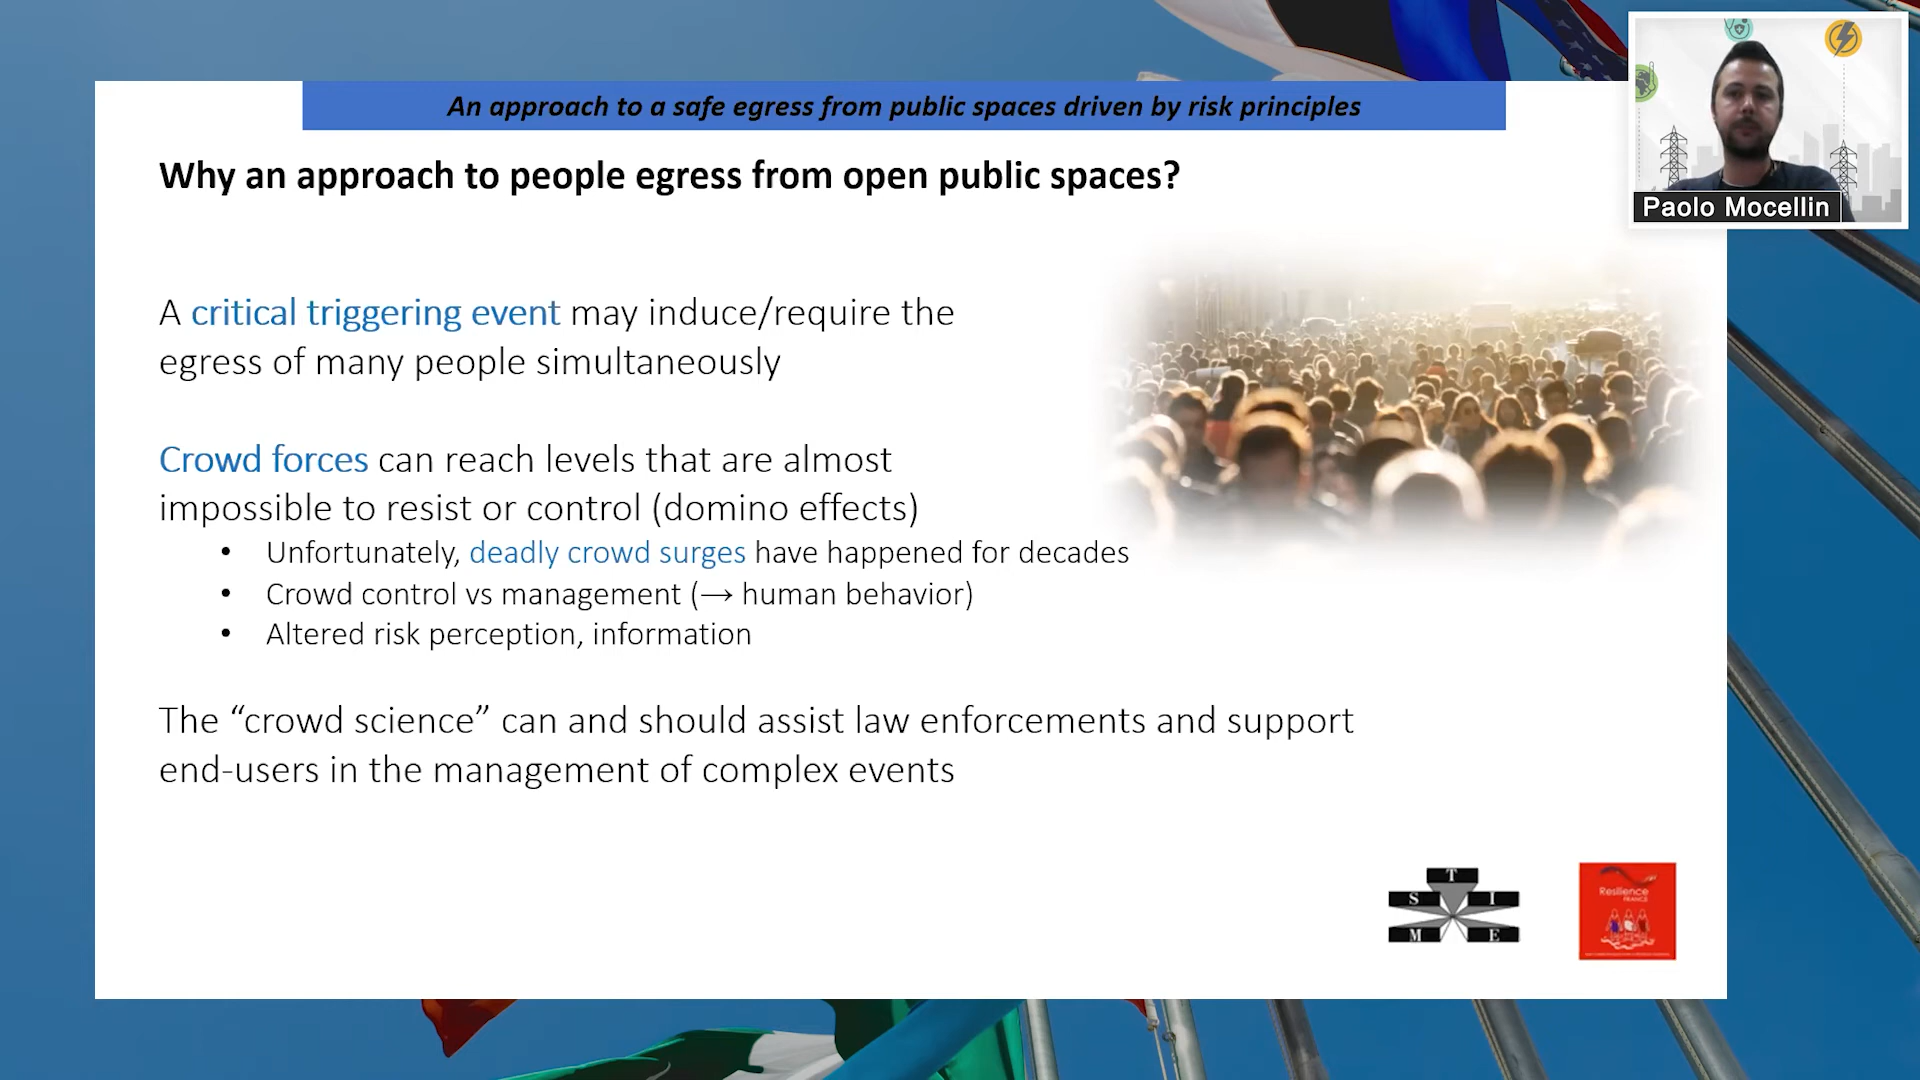 An approach to a safe egress from public spaces driven by risk principles
Paolo Mocellin
Why an approach to people egress from open public spaces?
A critical triggering event may induce/require the
egress of many people simultaneously
Crowd forces can reach levels that are almost
impossible to resist or control (domino effects)
• Unfortunately, deadly crowd surges have happened for decades
• Crowd control vs management (→ human behavior)
• Altered risk perception, information
The “crowd science” can and should assist law enforcements and support
end-users in the management of complex events
T
S I
M E
Resilience
FRANCE